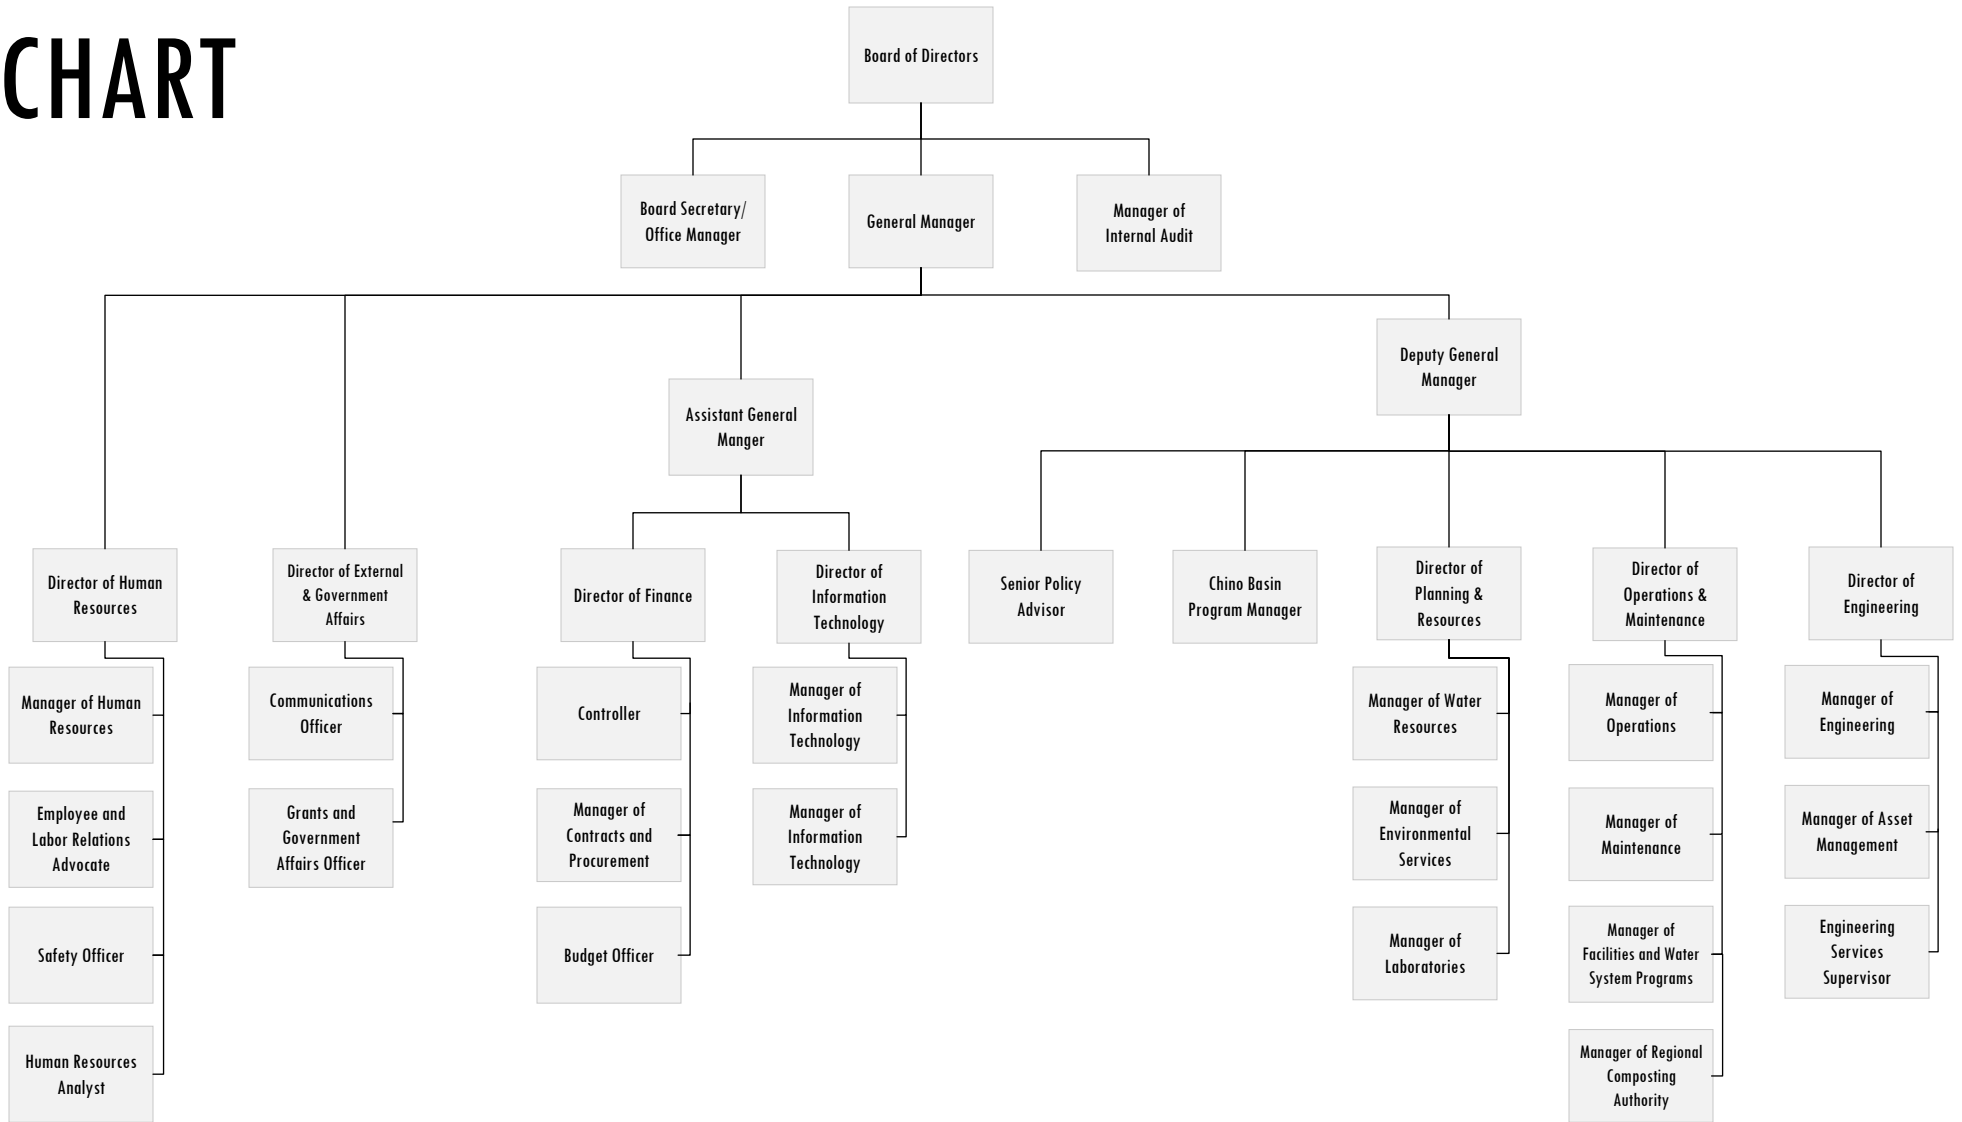 CHART
Board of Directors
Board Secretary/
Office Manager
General Manager
Manager of
Internal Audit
Deputy General
Manager
Assistant General
Manger
Director of Human
Resources
Director of External
& Government
Affairs
Director of Finance
Director of
Information
Technology
Senior Policy
Advisor
Chino Basin
Program Manager
Director of
Planning &
Resources
Director of
Operations &
Maintenance
Director of
Engineering
Manager of Human
Resources
Employee and
Labor Relations
Advocate
Safety Officer
Human Resources
Analyst
Communications
Officer
Grants and
Government
Affairs Officer
Controller
Manager of
Contracts and
Procurement
Budget Officer
Manager of
Information
Technology
Manager of
Information
Technology
Manager of Water
Resources
Manager of
Environmental
Services
Manager of
Laboratories
Manager of
Operations
Manager of
Maintenance
Manager of
Facilities and Water
System Programs
Manager of Regional
Composting
Authority
Manager of
Engineering
Manager of Asset
Management
Engineering
Services
Supervisor